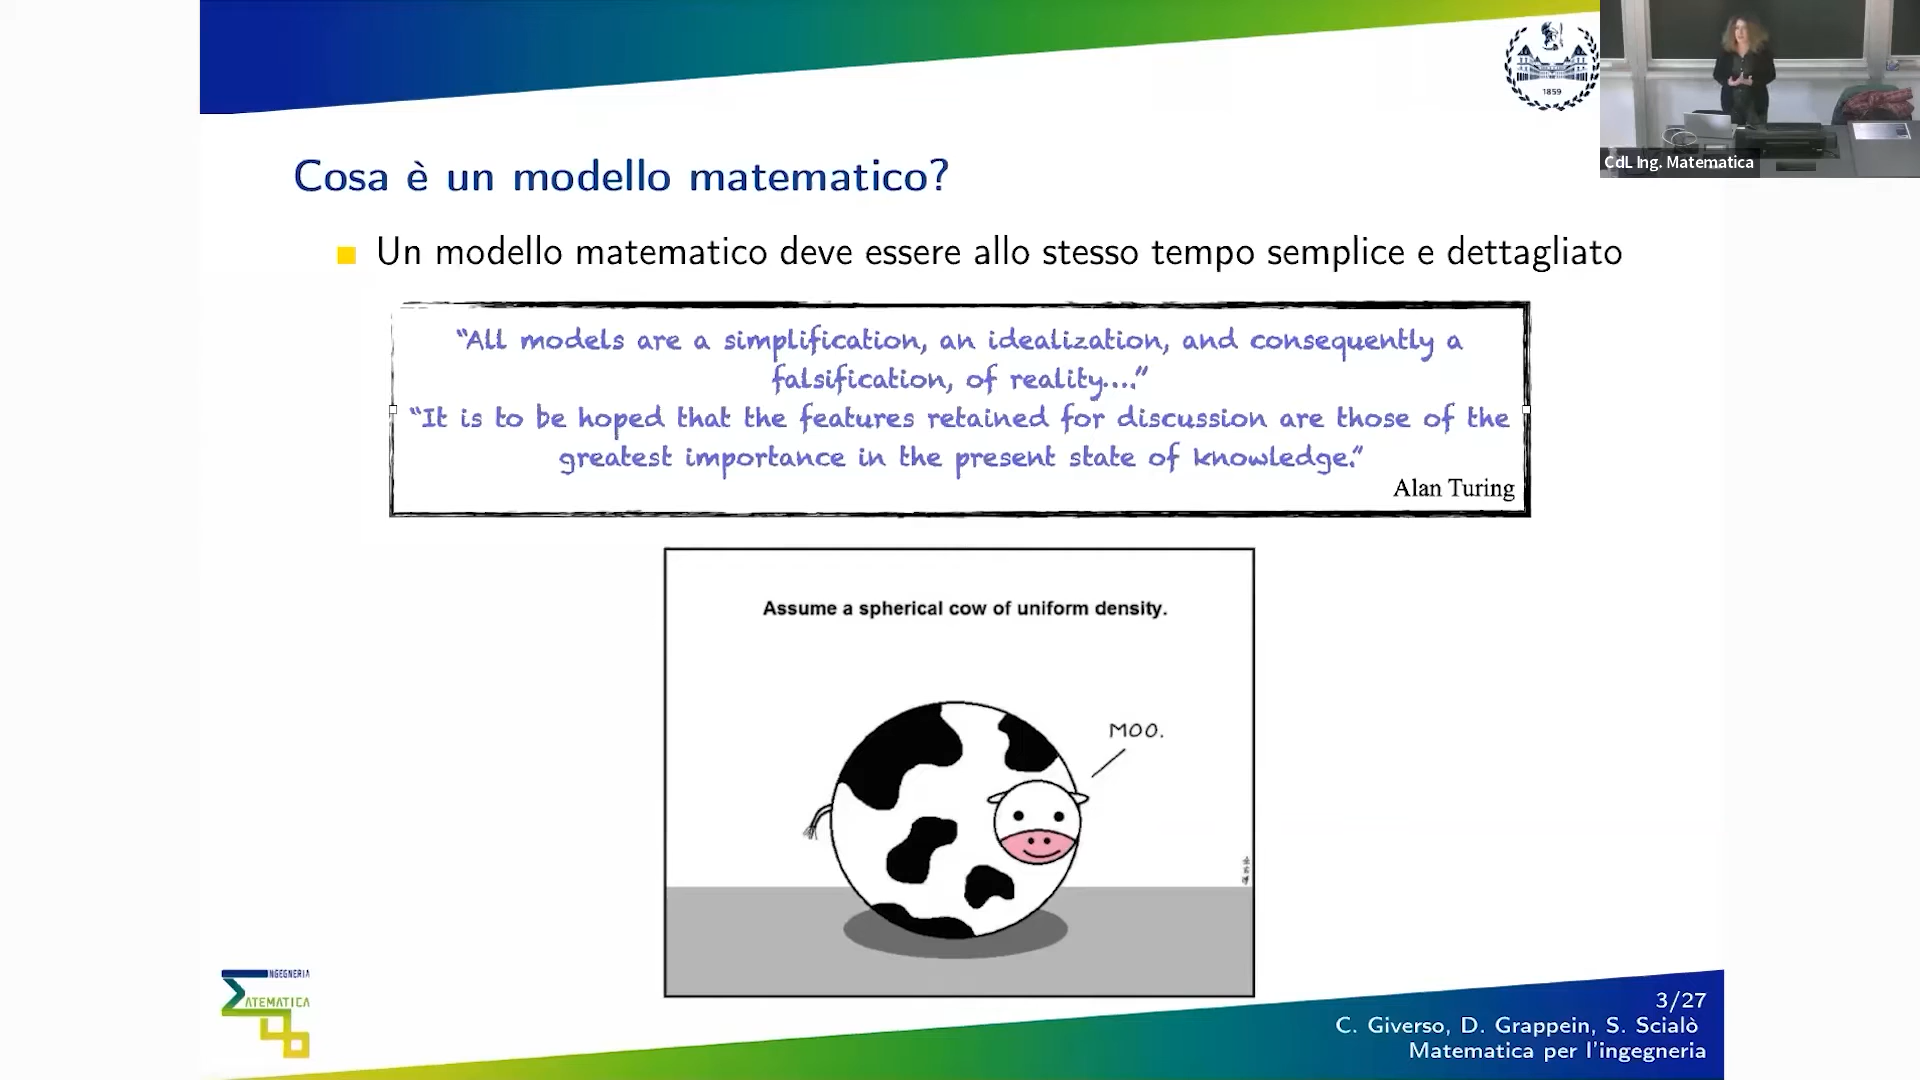 1859
CdL Ing. Matematica
Cosa è un modello matematico?
Un modello matematico deve essere allo stesso tempo semplice e dettagliato
“All models are a simplification, an idealization, and consequently a
falsification, of reality....”
“It is to be hoped that the features retained for discussion are those of the
greatest importance in the present state of knowledge.”
Alan Turing
Assume a spherical cow of uniform density.
MOO.
NGEGNERIA
ATEMATICA
3/27
C. Giverso, D. Grappein, S. Scialò
Matematica per l'ingegneria